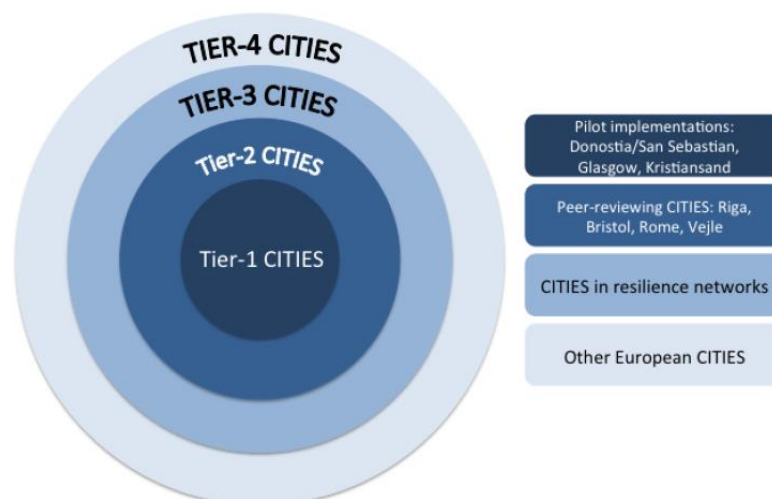 TIER-4 CITIES
TIER-3 CITIES
Tier-2 CITIES
Tier-1 CITIES
Pilot implementations:
Donostia/San Sebastian,
Glasgow, Kristiansand
Peer-reviewing CITIES: Riga,
Bristol, Rome, Vejle
CITIES in resilience networks
Other European CITIES